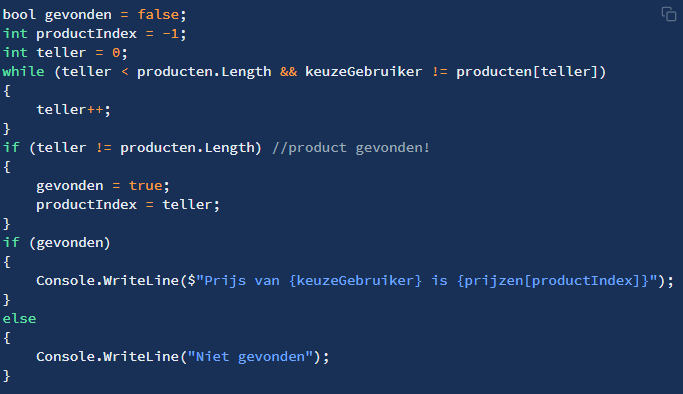 bool gevonden = false;
int productIndex = -1;
int teller = 0;
while (teller < producten.Length && keuzeGebruiker != producten[teller])
{
    teller++;
}
if (teller != producten.Length) //product gevonden!
{
    gevonden = true;
    productIndex = teller;
}
if (gevonden)
{
    Console.WriteLine($"Prijs van {keuzeGebruiker} is {prijzen[productIndex]}");
}
else
{
    Console.WriteLine("Niet gevonden");
}